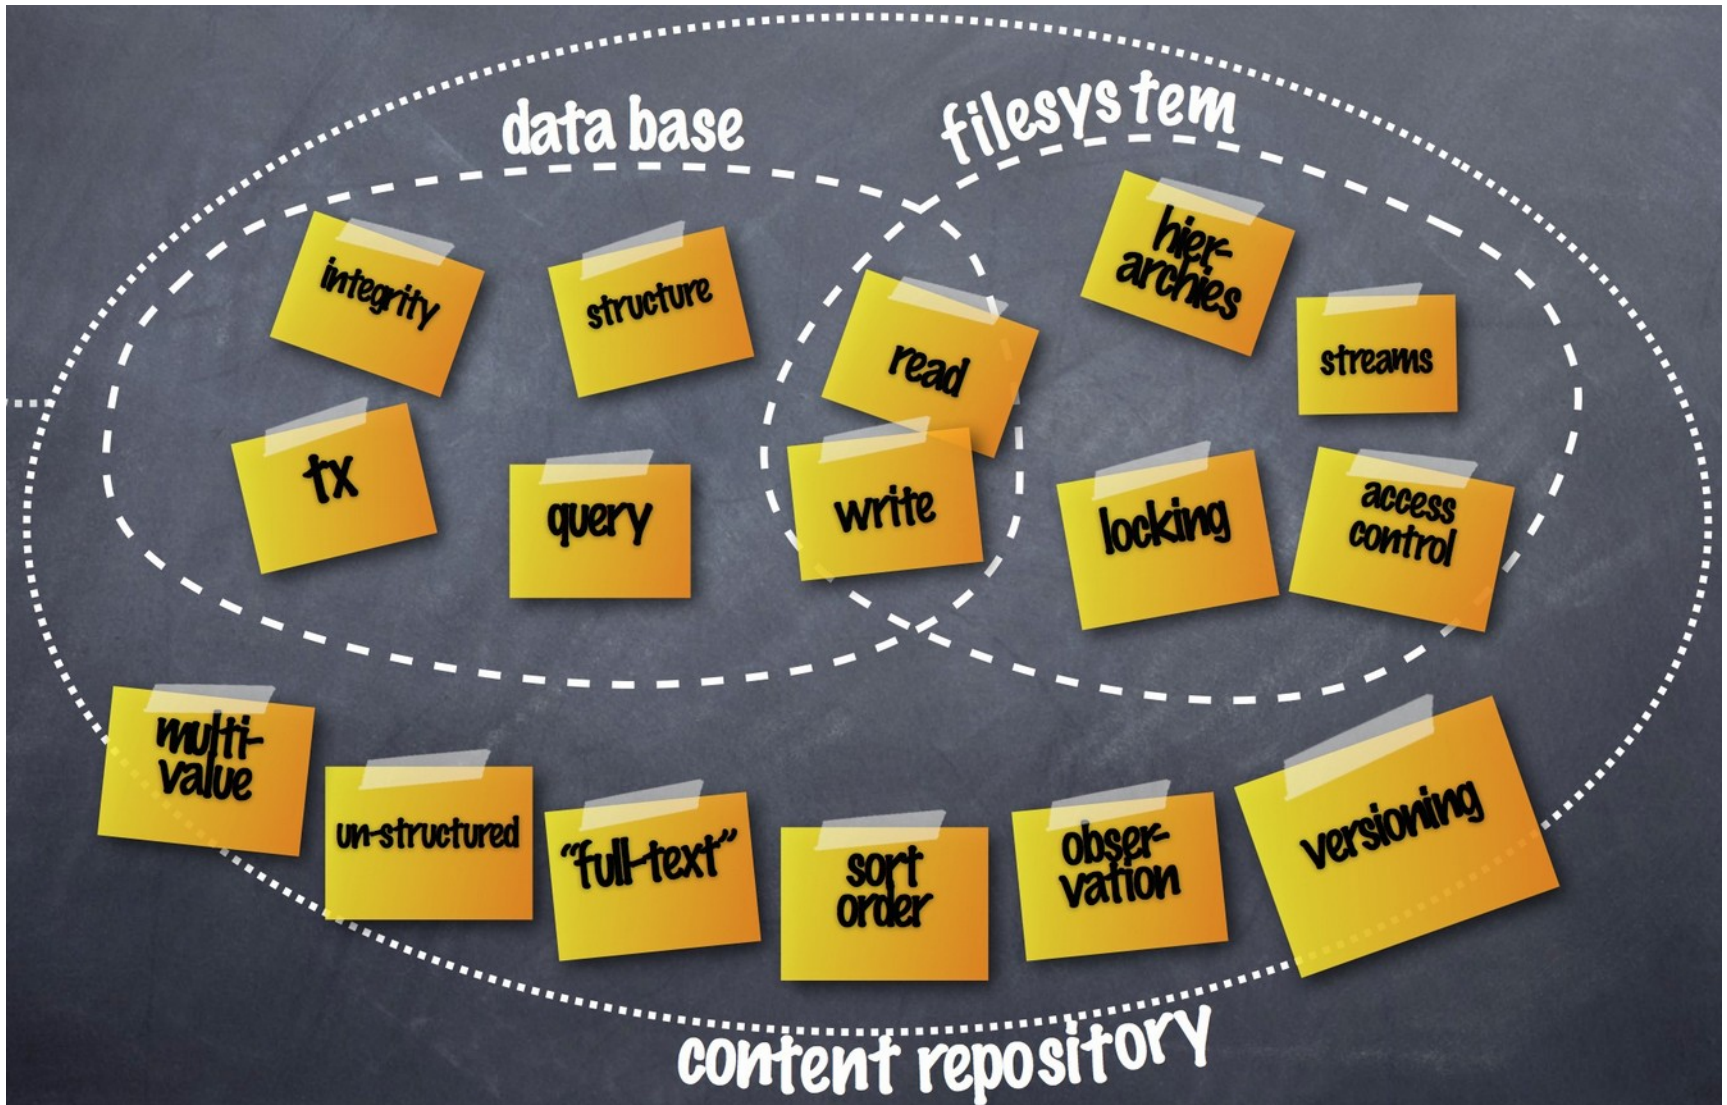 data base
filesystem
integrity
structure
hier-
archies
read
streams
tx
query
write
locking
access
control
multi-
value
un-structured
“full-text”
sort
order
obser-
vation
versioning
content repository